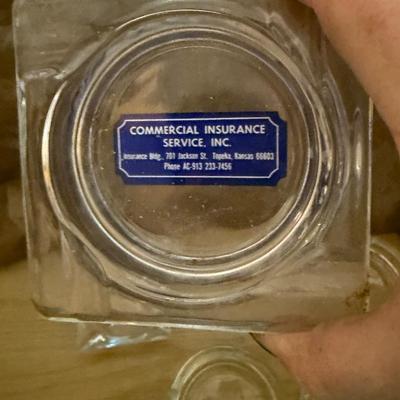 COMMERCIAL INSURANCE
SERVICE, INC.
Insurance Bldg., 701 Jackson St. Topeka, Kansas 66603
Phone AC-913 233-7456